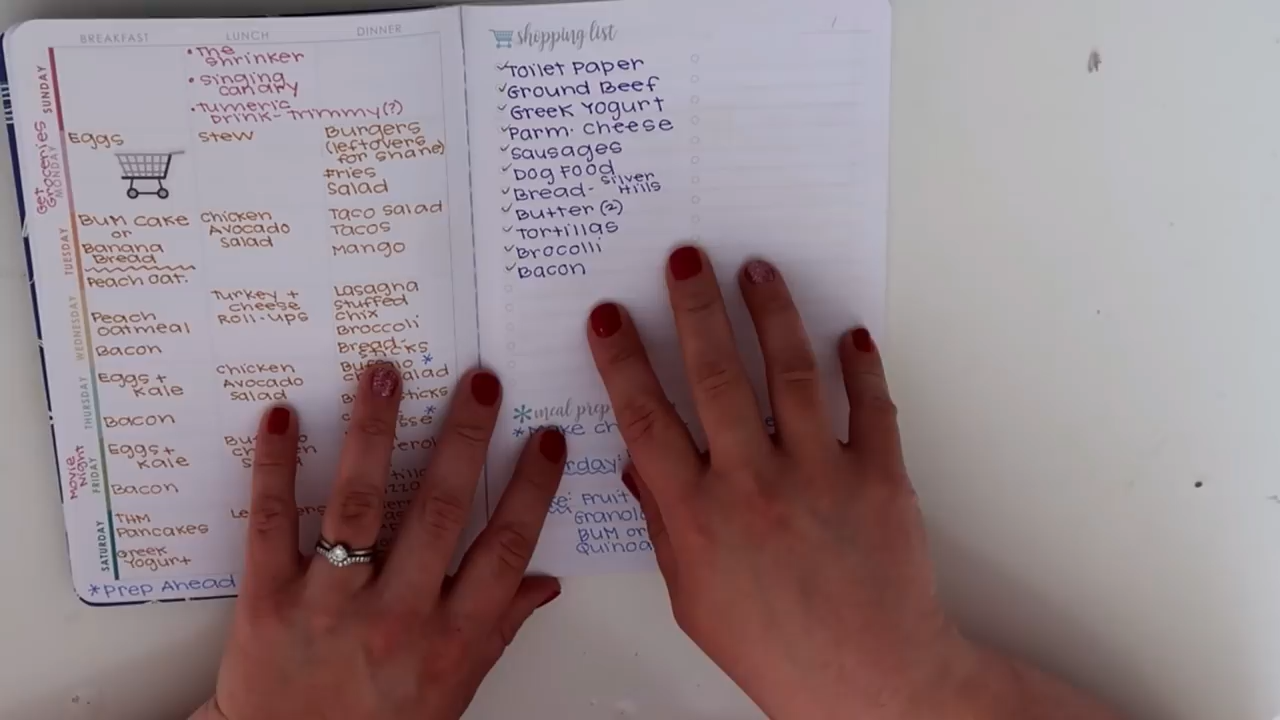 BREAKFAST LUNCH DINNER
SUNDAY
• The
Shrinker
• Singing
Canary
• Tumeric
Drink- Trimmy(?)
Get
Groceries
MONDAY
Eggs
Stew
Burgers
(leftovers
for Shane)
Fries
Salad
TUESDAY
BUM Cake
or
Banana
Bread
Peach Oat.
Chicken
Avocado
Salad
Taco Salad
Tacos
Mango
WEDNESDAY
Peach
Oatmeal
Bacon
Turkey +
Cheese
Roll-ups
Lasagna
Stuffed
Chix
Broccoli
Bread-
sticks
THURSDAY
Eggs +
Kale
Bacon
Chicken
Avocado
Salad
Movie
Night
FRIDAY
Eggs+
Kale
Bacon
SATURDAY
THM
Pancakes
Greek
Yogurt
*Prep Ahead
shopping list
Toilet Paper
Ground Beef
Greek Yogurt
Parm. Cheese
Sausages
Dog Food
Bread- Silver
Hills
Butter (2)
Tortillas
Brocolli
Bacon
*meal prep
Fruit
BUM or
Quinoa